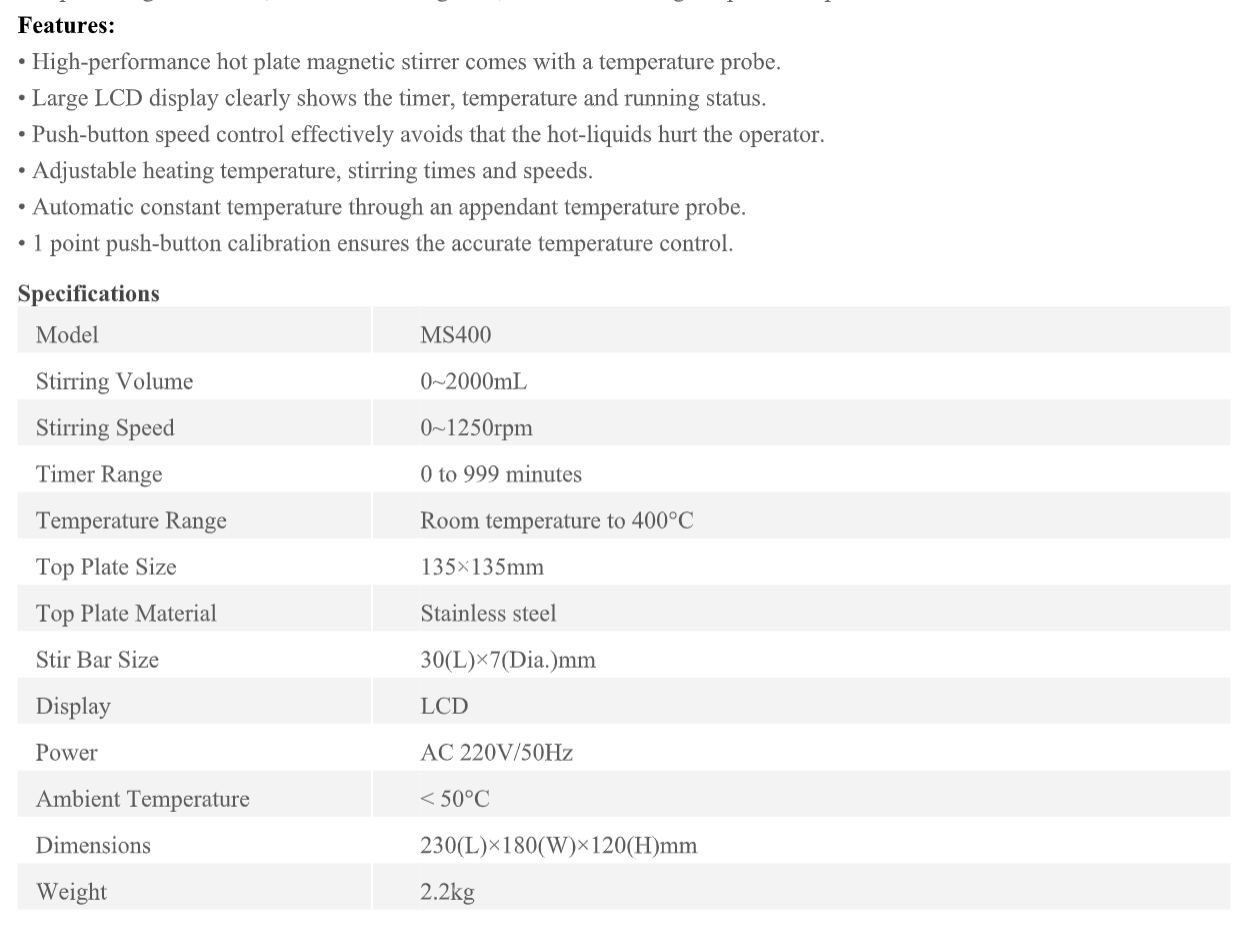 Features:
• High-performance hot plate magnetic stirrer comes with a temperature probe.
• Large LCD display clearly shows the timer, temperature and running status.
• Push-button speed control effectively avoids that the hot-liquids hurt the operator.
• Adjustable heating temperature, stirring times and speeds.
• Automatic constant temperature through an appendant temperature probe.
• 1 point push-button calibration ensures the accurate temperature control.
Specifications
Model MS400
Stirring Volume 0~2000mL
Stirring Speed 0~1250rpm
Timer Range 0 to 999 minutes
Temperature Range Room temperature to 400°C
Top Plate Size 135×135mm
Top Plate Material Stainless steel
Stir Bar Size 30(L)×7(Dia.)mm
Display LCD
Power AC 220V/50Hz
Ambient Temperature < 50°C
Dimensions 230(L)×180(W)×120(H)mm
Weight 2.2kg